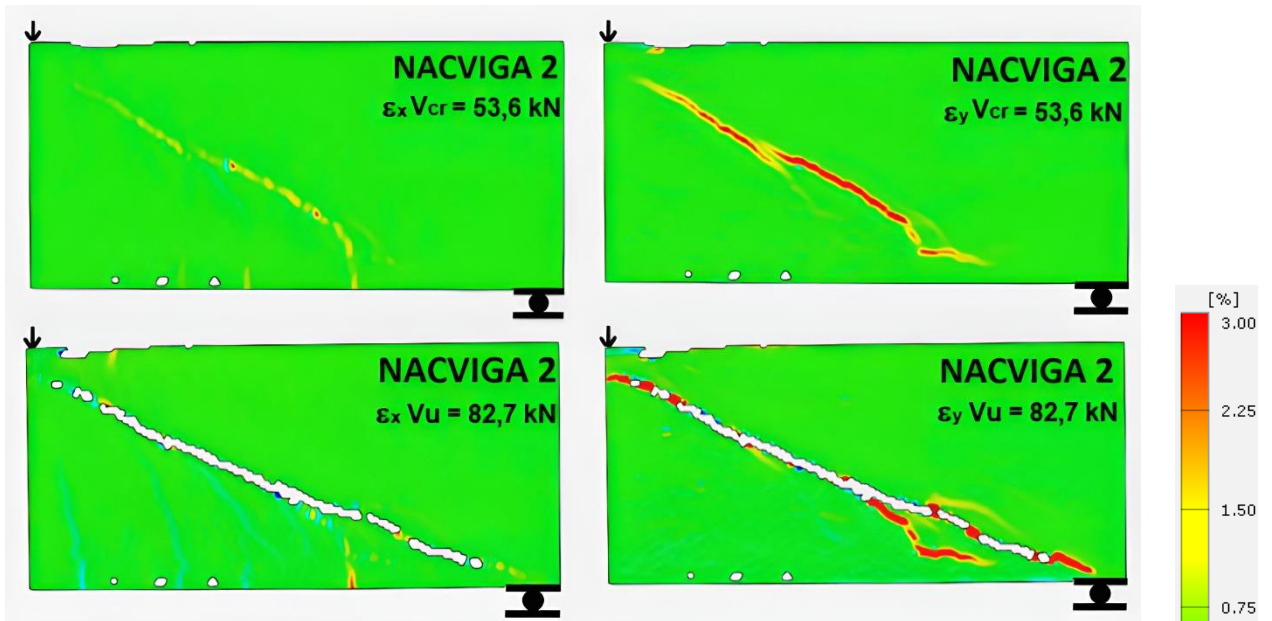 NACVIGA 2
εx Vcr = 53,6 kN
NACVIGA 2
εy Vcr = 53,6 kN
NACVIGA 2
εx Vu = 82,7 kN
NACVIGA 2
εy Vu = 82,7 kN
[%]
3.00
2.25
1.50
0.75